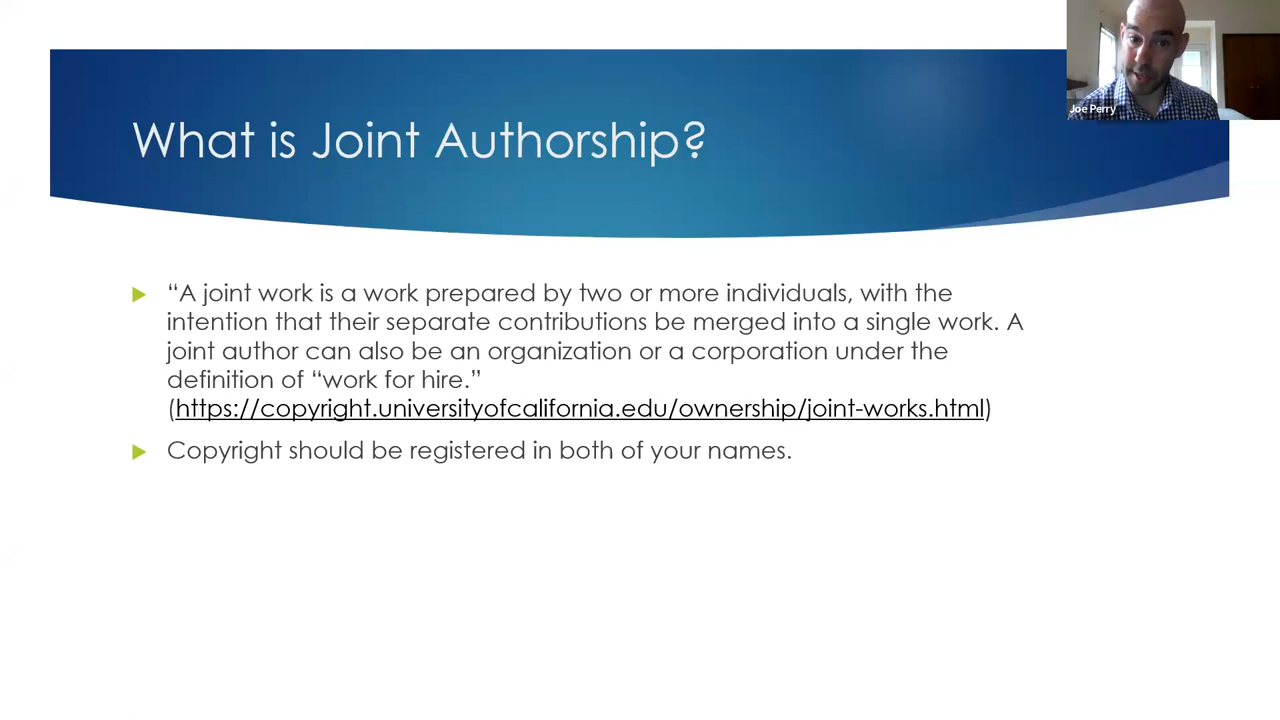 Joe Perry
What is Joint Authorship?
“A joint work is a work prepared by two or more individuals, with the
intention that their separate contributions be merged into a single work. A
joint author can also be an organization or a corporation under the
definition of “work for hire.”
(https://copyright.universityofcalifornia.edu/ownership/joint-works.html)
Copyright should be registered in both of your names.